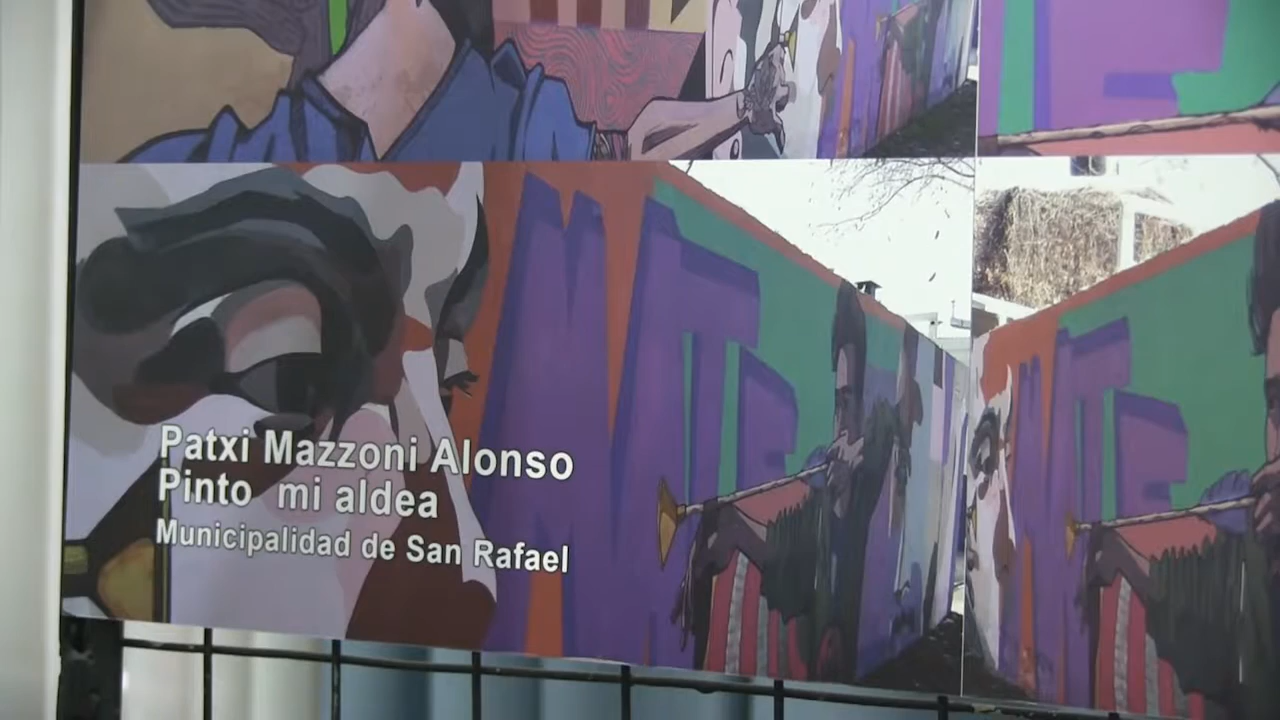 Patxi Mazzoni Alonso
Pinto mi aldea
Municipalidad de San Rafael